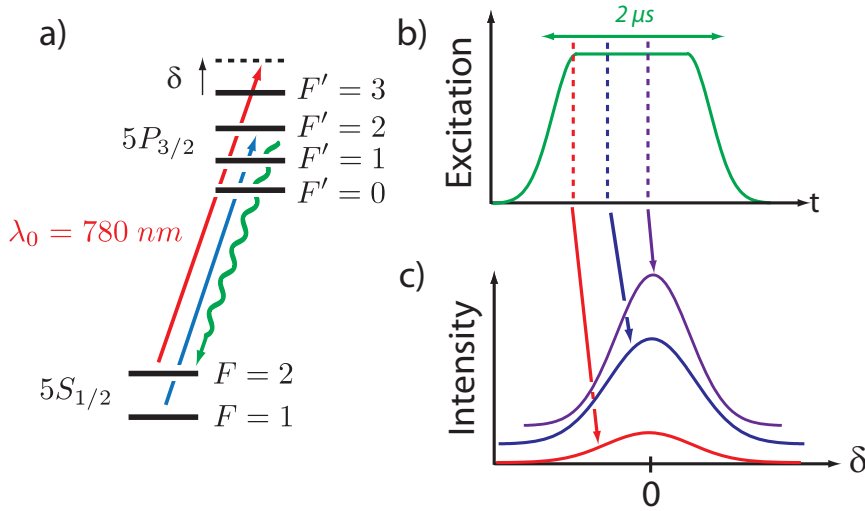 a)
δ
F′ = 3
F′ = 2
5P3/2
F′ = 1
F′ = 0
λ0 = 780 nm
5S1/2
F = 2
F = 1
b)
2 μs
Excitation
t
c)
Intensity
δ
0